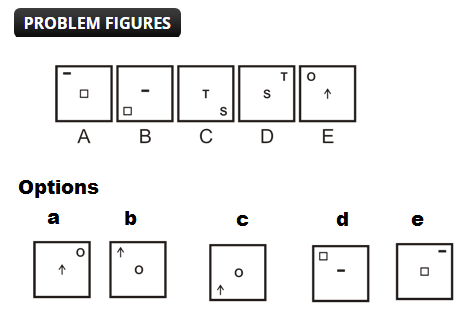 PROBLEM FIGURES
T T O
S S
A B C D E
Options
a b c d e
O
O O